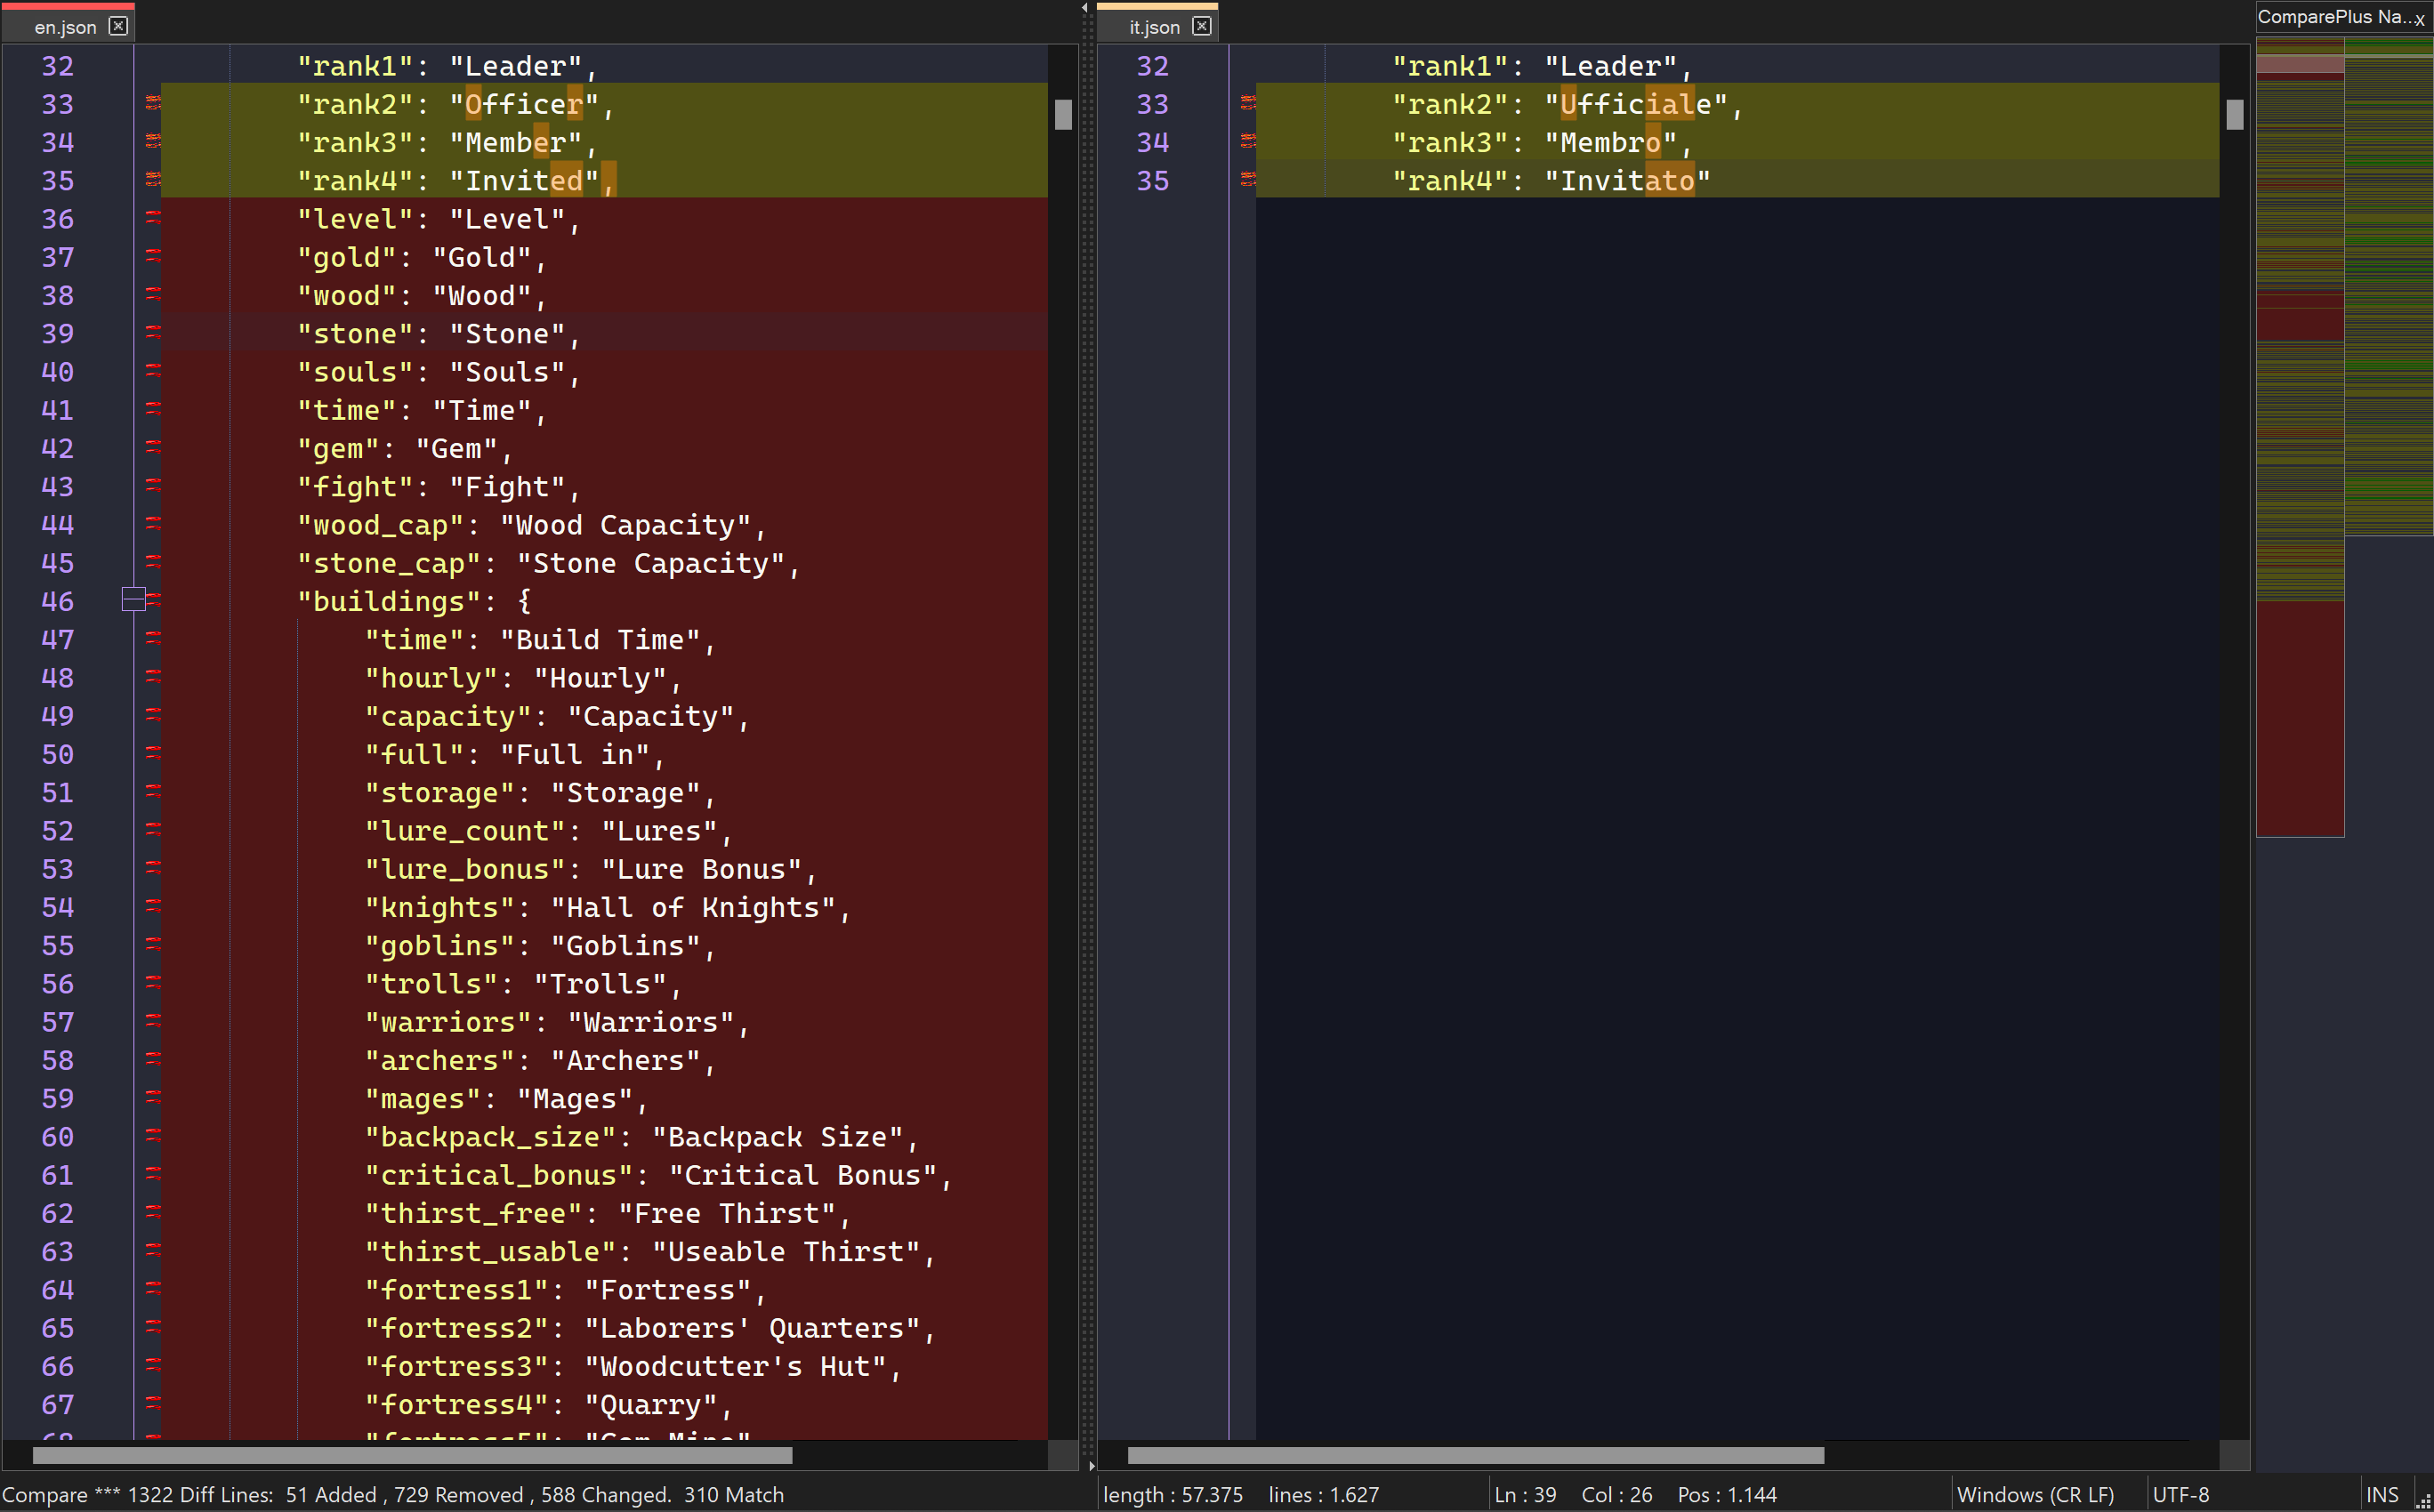 en.json
it.json
ComparePlus Na...x
32 "rank1": "Leader",
33 "rank2": "Officer",
34 "rank3": "Member",
35 "rank4": "Invited",
36 "level": "Level",
37 "gold": "Gold",
38 "wood": "Wood",
39 "stone": "Stone",
40 "souls": "Souls",
41 "time": "Time",
42 "gem": "Gem",
43 "fight": "Fight",
44 "wood_cap": "Wood Capacity",
45 "stone_cap": "Stone Capacity",
46 "buildings": {
47 "time": "Build Time",
48 "hourly": "Hourly",
49 "capacity": "Capacity",
50 "full": "Full in",
51 "storage": "Storage",
52 "lure_count": "Lures",
53 "lure_bonus": "Lure Bonus",
54 "knights": "Hall of Knights",
55 "goblins": "Goblins",
56 "trolls": "Trolls",
57 "warriors": "Warriors",
58 "archers": "Archers",
59 "mages": "Mages",
60 "backpack_size": "Backpack Size",
61 "critical_bonus": "Critical Bonus",
62 "thirst_free": "Free Thirst",
63 "thirst_usable": "Useable Thirst",
64 "fortress1": "Fortress",
65 "fortress2": "Laborers' Quarters",
66 "fortress3": "Woodcutter's Hut",
67 "fortress4": "Quarry",
68 "fortress5": "Gem Mine"
32 "rank1": "Leader",
33 "rank2": "Ufficiale",
34 "rank3": "Membro",
35 "rank4": "Invitato"
Compare *** 1322 Diff Lines: 51 Added , 729 Removed , 588 Changed. 310 Match
length : 57.375 lines : 1.627
Ln : 39 Col : 26 Pos : 1.144
Windows (CR LF)
UTF-8
INS